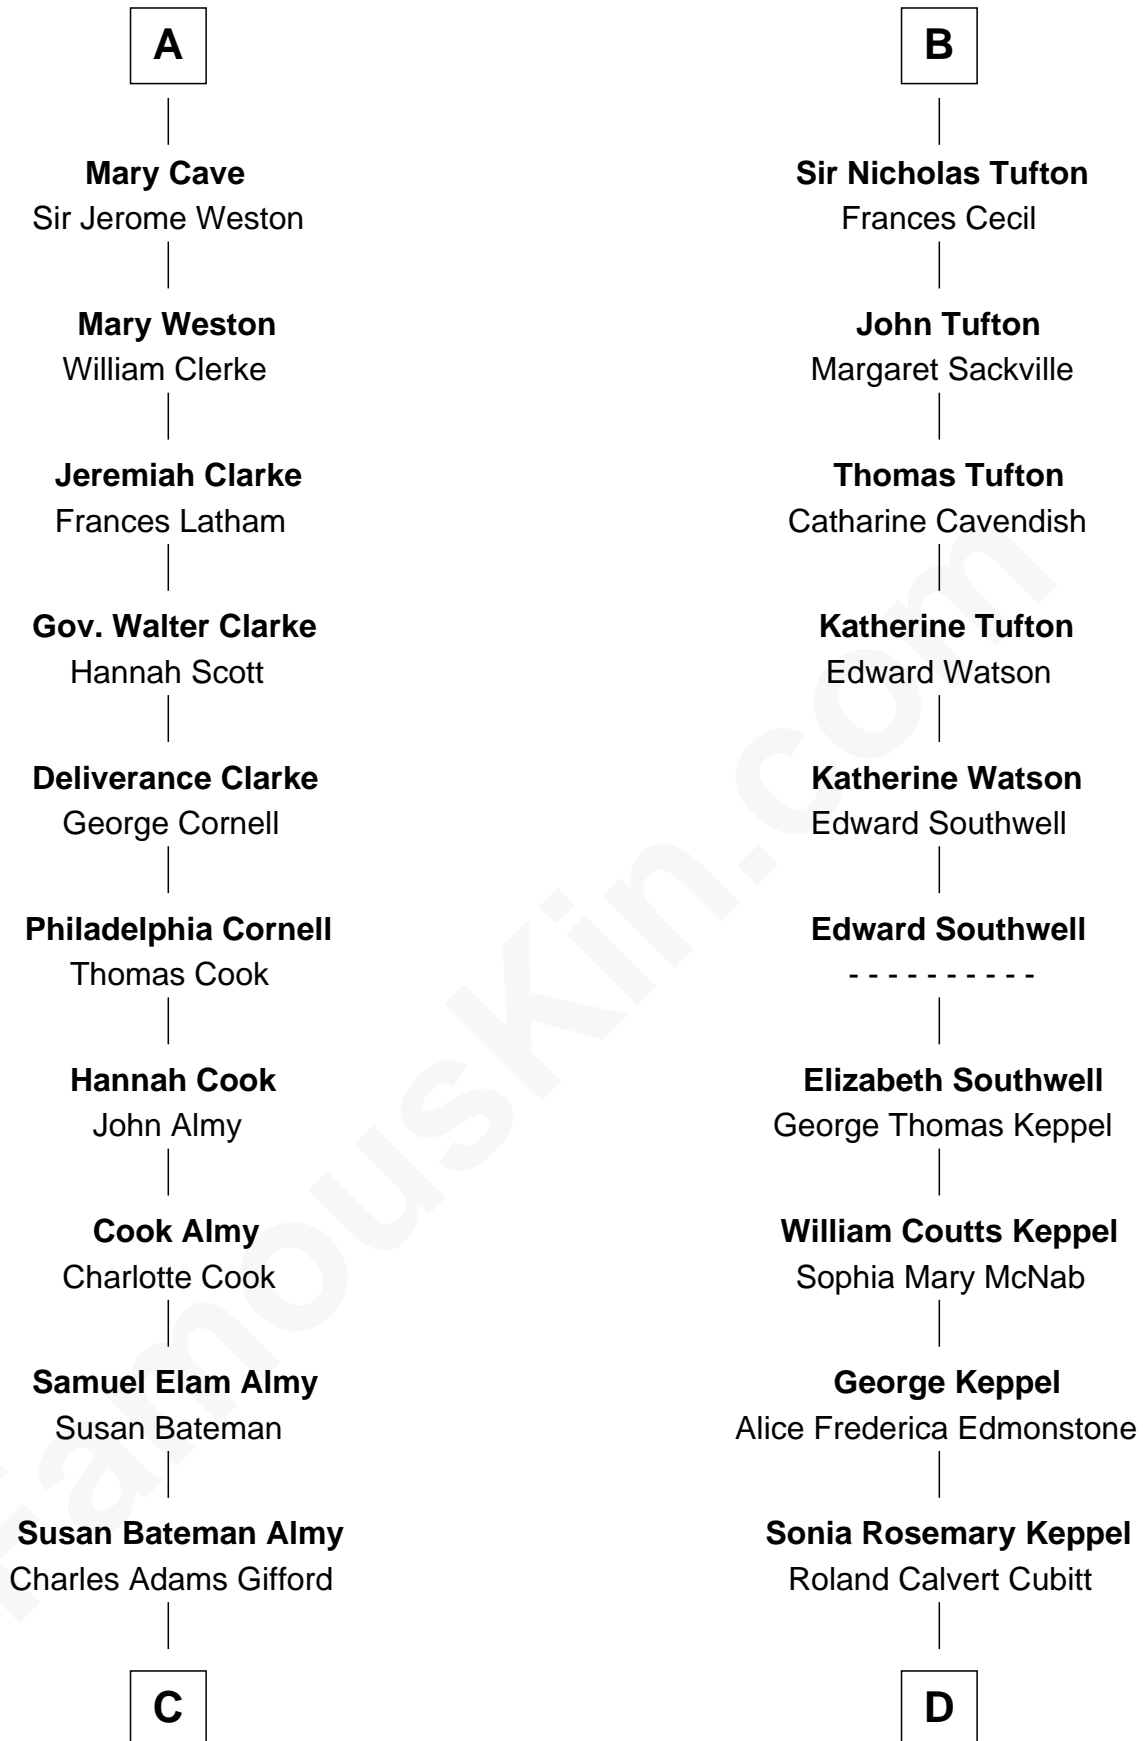 A
Mary Cave
Sir Jerome Weston
Mary Weston
William Clerke
Jeremiah Clarke
Frances Latham
Gov. Walter Clarke
Hannah Scott
Deliverance Clarke
George Cornell
Philadelphia Cornell
Thomas Cook
Hannah Cook
John Almy
Cook Almy
Charlotte Cook
Samuel Elam Almy
Susan Bateman
Susan Bateman Almy
Charles Adams Gifford
C
B
Sir Nicholas Tufton
Frances Cecil
John Tufton
Margaret Sackville
Thomas Tufton
Catharine Cavendish
Katherine Tufton
Edward Watson
Katherine Watson
Edward Southwell
Edward Southwell
- - - - - - - - - -
Elizabeth Southwell
George Thomas Keppel
William Coutts Keppel
Sophia Mary McNab
George Keppel
Alice Frederica Edmonstone
Sonia Rosemary Keppel
Roland Calvert Cubitt
D
FamousKin.com